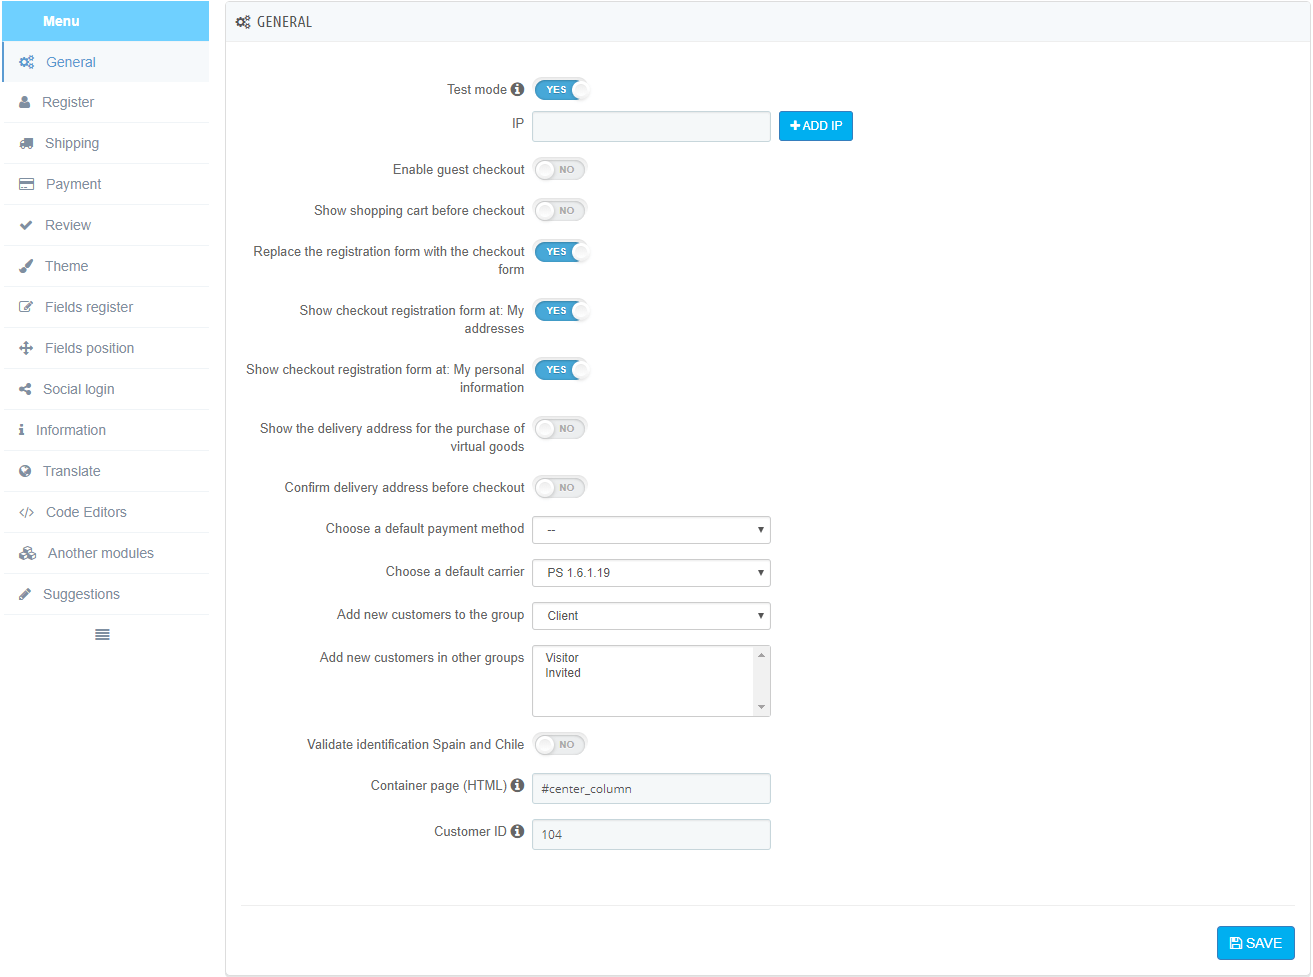 Menu
General
Register
Shipping
Payment
Review
Theme
Fields register
Fields position
Social login
Information
Translate
Code Editors
Another modules
Suggestions
GENERAL
Test mode YES
IP ADD IP
Enable guest checkout NO
Show shopping cart before checkout NO
Replace the registration form with the checkout YES
form
Show checkout registration form at: My YES
addresses
Show checkout registration form at: My personal YES
information
Show the delivery address for the purchase of NO
virtual goods
Confirm delivery address before checkout NO
Choose a default payment method --
Choose a default carrier PS 1.6.1.19
Add new customers to the group Client
Add new customers in other groups Visitor
Invited
Validate identification Spain and Chile NO
Container page (HTML) #center_column
Customer ID 104
SAVE